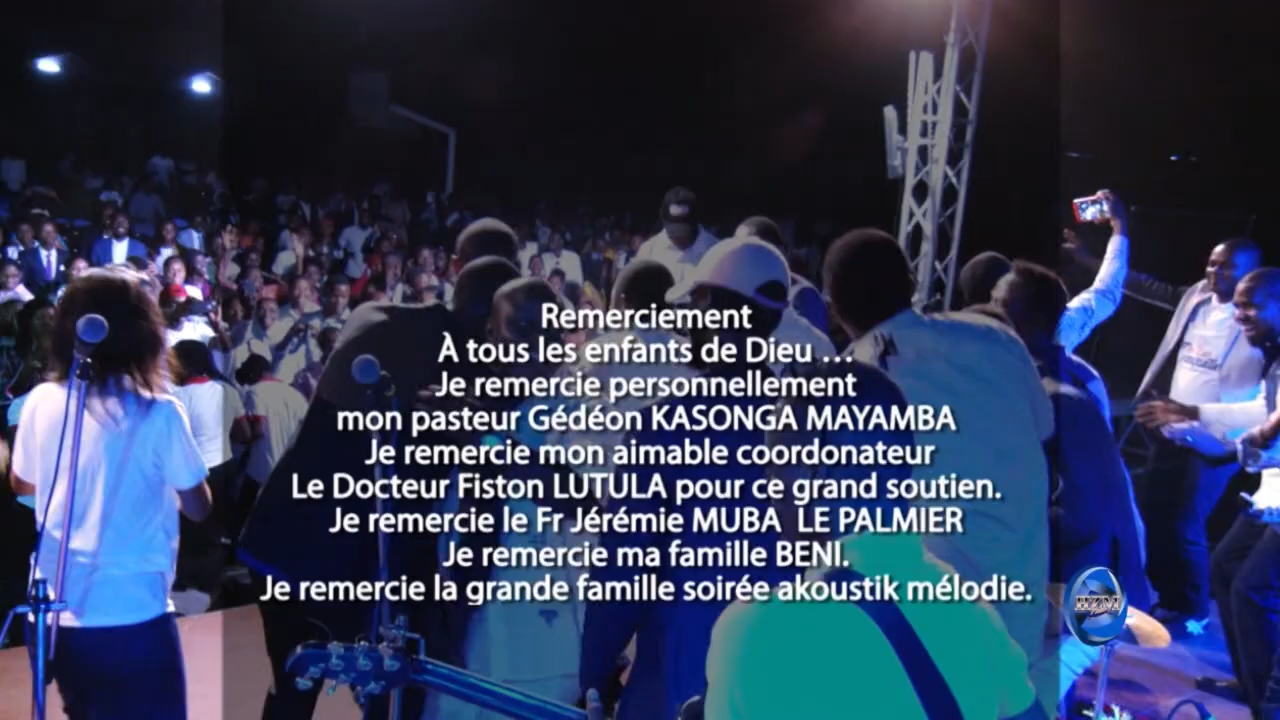 Remerciement
À tous les enfants de Dieu ...
Je remercie personnellement
mon pasteur Gédéon KASONGA MAYAMBA
Je remercie mon aimable coordonateur
Le Docteur Fiston LUTULA pour ce grand soutien.
Je remercie le Fr Jérémie MUBA LE PALMIER
Je remercie ma famille BENI.
Je remercie la grande famille soirée akoustik mélodie.
HZM